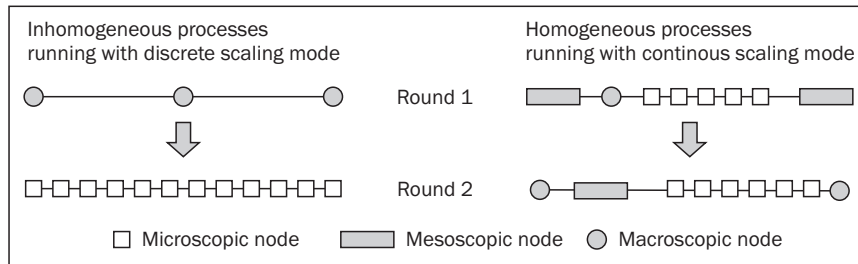 Inhomogeneous processes
running with discrete scaling mode
Homogeneous processes
running with continous scaling mode
Round 1
Round 2
Microscopic node
Mesoscopic node
Macroscopic node